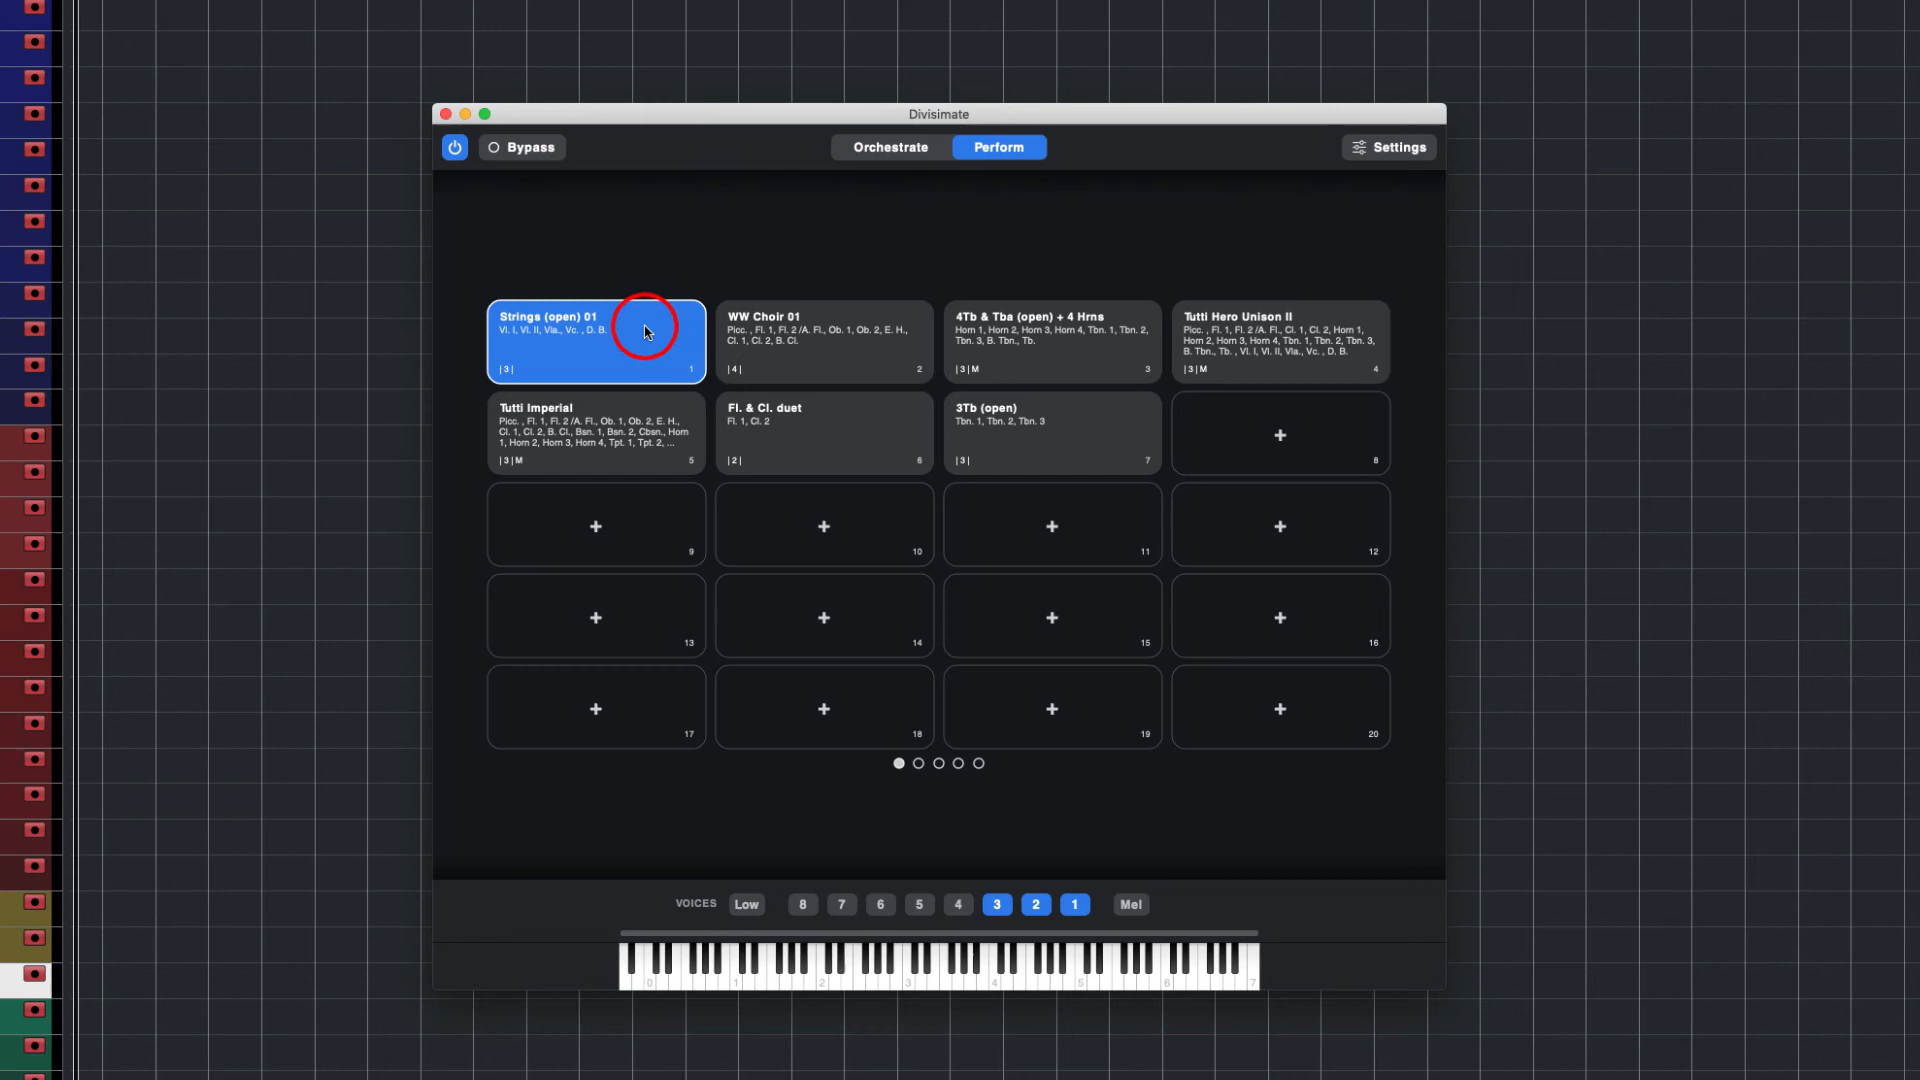 Divisimate
Bypass
Orchestrate
Perform
Settings
Strings (open) 01
Vl. I, Vl. II, Vla., Vc. , D. B.
|3|
1
WW Choir 01
Picc. , Fl. 1, Fl. 2 /A. Fl., Ob. 1, Ob. 2, E. H.,
Cl. 1, Cl. 2, B. Cl.
|4|
2
4Tb & Tba (open) + 4 Hrns
Horn 1, Horn 2, Horn 3, Horn 4, Tbn. 1, Tbn. 2,
Tbn. 3, B. Tbn., Tb.
|3|M
3
Tutti Hero Unison II
Picc. , Fl. 1, Fl. 2 /A. Fl., Cl. 1, Cl. 2, Horn 1,
Horn 2, Horn 3, Horn 4, Tbn. 1, Tbn. 2, Tbn. 3,
B. Tbn., Tb. , Vl. I, Vl. II, Vla., Vc. , D. B.
|3|M
4
Tutti Imperial
Picc. , Fl. 1, Fl. 2 /A. Fl., Ob. 1, Ob. 2, E. H.,
Cl. 1, Cl. 2, B. Cl., Bsn. 1, Bsn. 2, Cbsn., Horn
1, Horn 2, Horn 3, Horn 4, Tpt. 1, Tpt. 2, ...
|3|M
5
Fl. & Cl. duet
Fl. 1, Cl. 2
|2|
6
3Tb (open)
Tbn. 1, Tbn. 2, Tbn. 3
|3|
7
+
8
+
9
+
10
+
11
+
12
+
13
+
14
+
15
+
16
+
17
+
18
+
19
+
20
VOICES Low 8 7 6 5 4 3 2 1 Mel
0 1 2 3 4 5 6 7